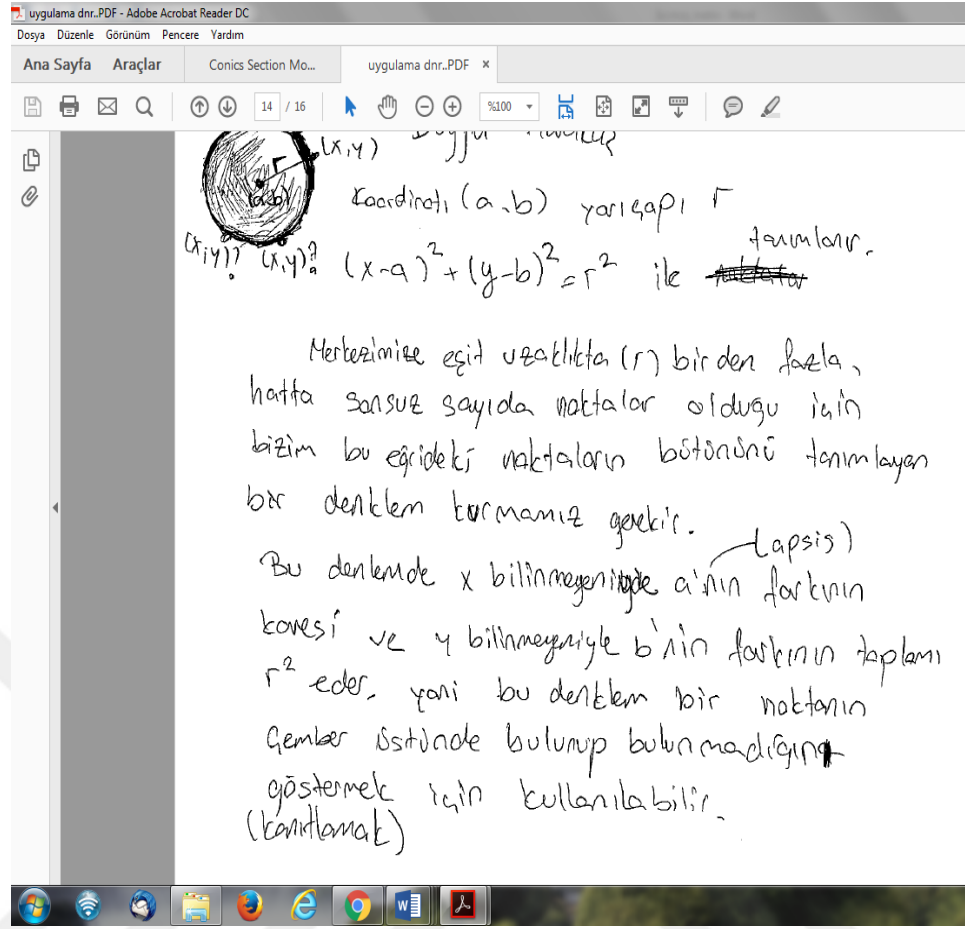 uygulama dnr..PDF - Adobe Acrobat Reader DC
Dosya Düzenle Görünüm Pencere Yardım
Ana Sayfa Araçlar Conics Section Mo... uygulama dnr..PDF ×
14 / 16 %100
(x,y)
r
(a,b)
Koordinatı (a,b) yarıçapı r
(x,y)? (x,y)? (x-a)²+(y-b)²=r² ile tanımlanır.
Merkezimize eşit uzaklıkta (r) birden fazla,
hatta sonsuz sayıda noktalar olduğu için
bizim bu eğrideki noktaların bütününü tanımlayan
bir denklem kurmamız gerekir.
(apsis)
Bu denlemde x bilinmeyeniyle a'nın farkının
karesi ve y bilinmeyeniyle b'nin farkının toplamı
r² eder. yani bu denklem bir noktanın
Çember üstünde bulunup bulunmadığını
göstermek için kullanılabilir.
(kanıtlamak)